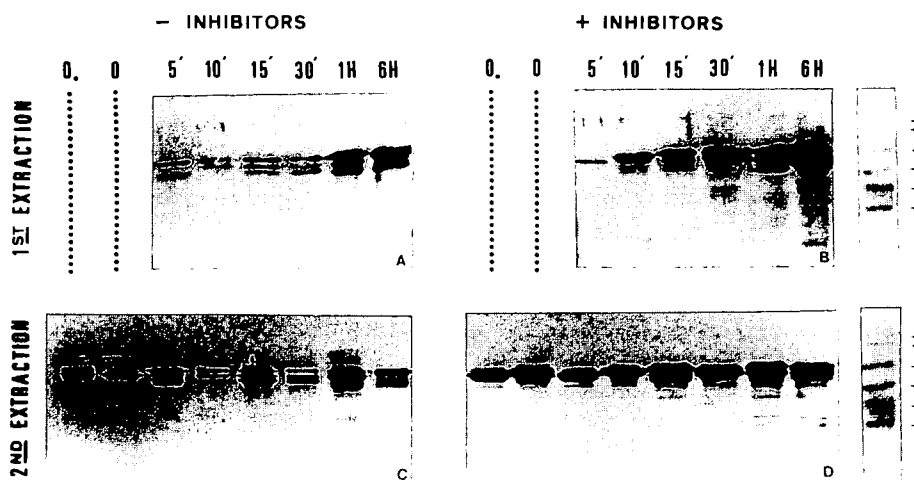 − INHIBITORS
+ INHIBITORS
0. 0 5′ 10′ 15′ 30′ 1H 6H
0. 0 5′ 10′ 15′ 30′ 1H 6H
1ST EXTRACTION
A
B
2ND EXTRACTION
C
D